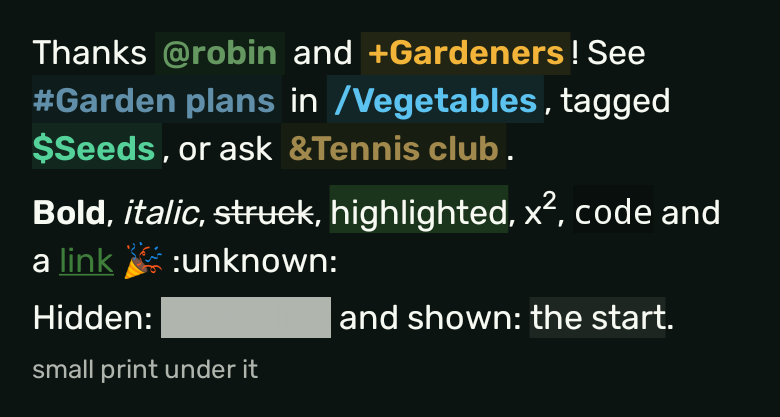 Thanks @robin and +Gardeners! See
#Garden plans in /Vegetables, tagged
$Seeds, or ask &Tennis club.
Bold, italic, struck, highlighted, x², code and
a link 🎉 :unknown:
Hidden: and shown: the start.
small print under it